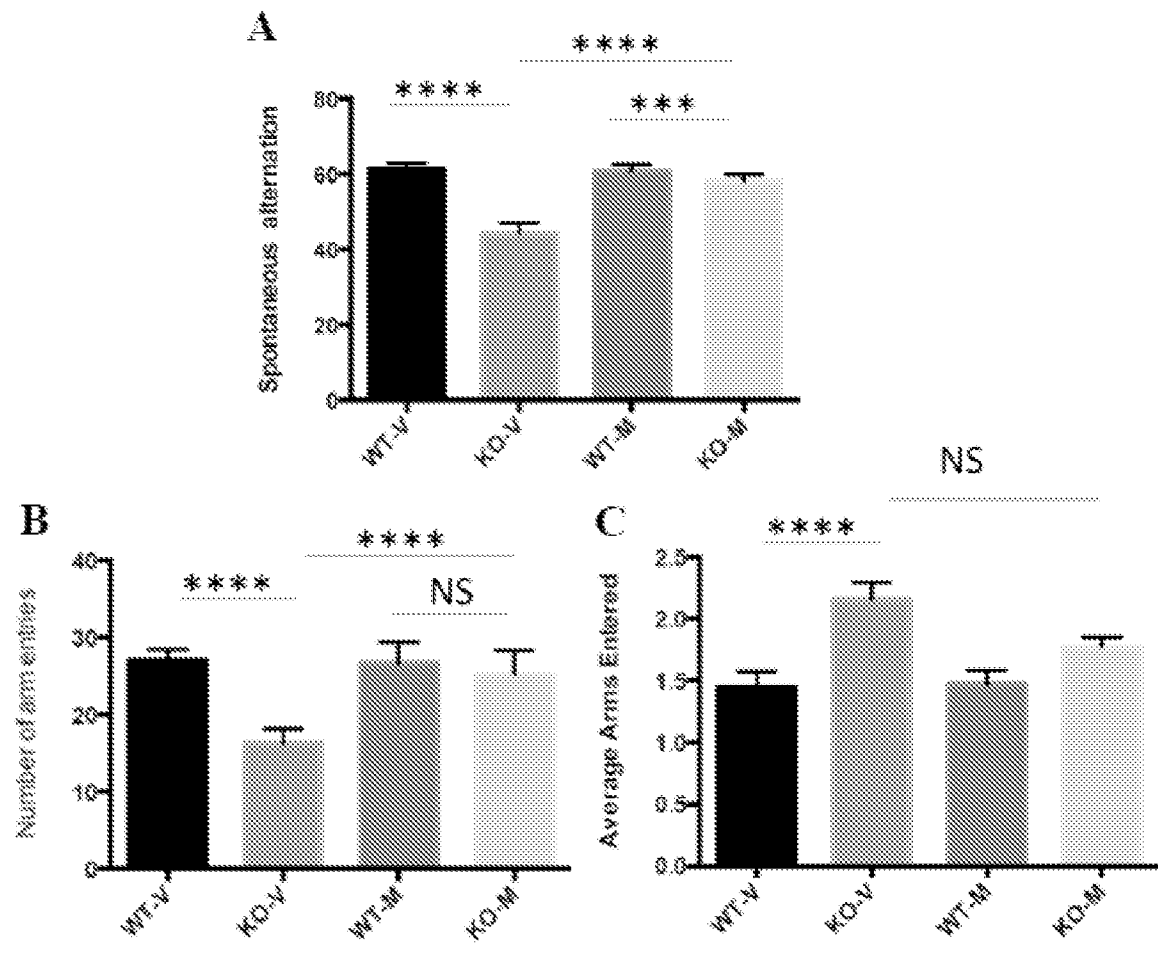 A
****
****
***
80
60
40
20
0
Spontaneous alternation
WT-V
KO-V
WT-M
KO-M
B
****
****
NS
40
30
20
10
0
Number of arm entries
WT-V
KO-V
WT-M
KO-M
C
NS
****
2.5
2.0
1.5
1.0
0.5
0.0
Average Arms Entered
WT-V
KO-V
WT-M
KO-M